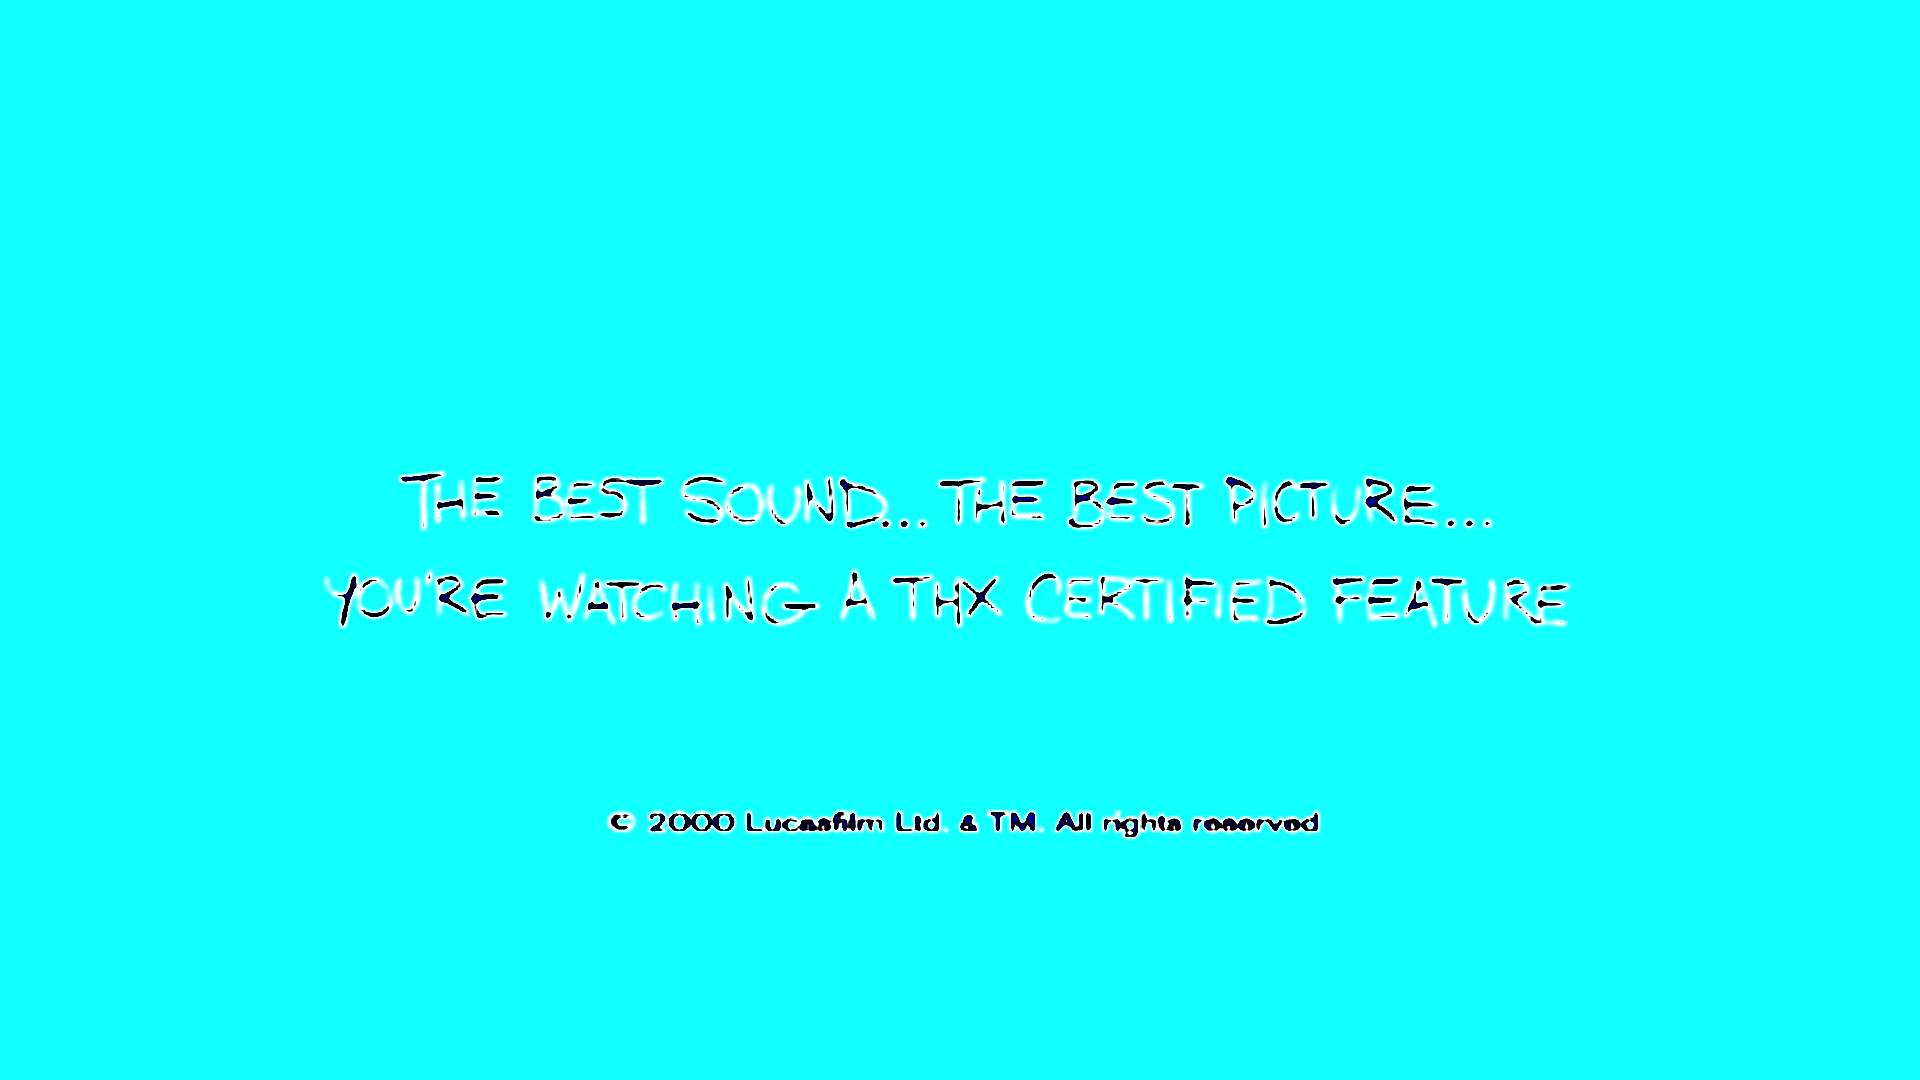 THE BEST SOUND...THE BEST PICTURE...
YOU'RE WATCHING A THX CERTIFIED FEATURE
© 2000 Lucasfilm Ltd. & TM. All rights reserved